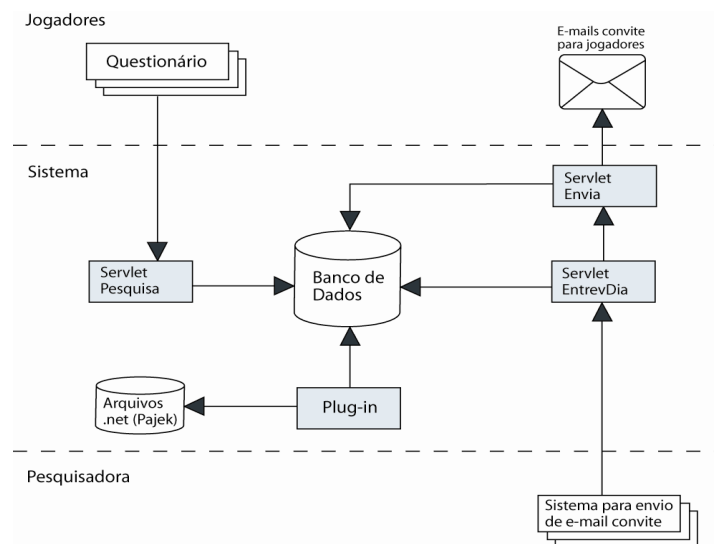 Jogadores
Questionário
E-mails convite
para jogadores
Sistema
Servlet
Envia
Servlet
Pesquisa
Banco de
Dados
Servlet
EntrevDia
Arquivos
.net (Pajek)
Plug-in
Pesquisadora
Sistema para envio
de e-mail convite